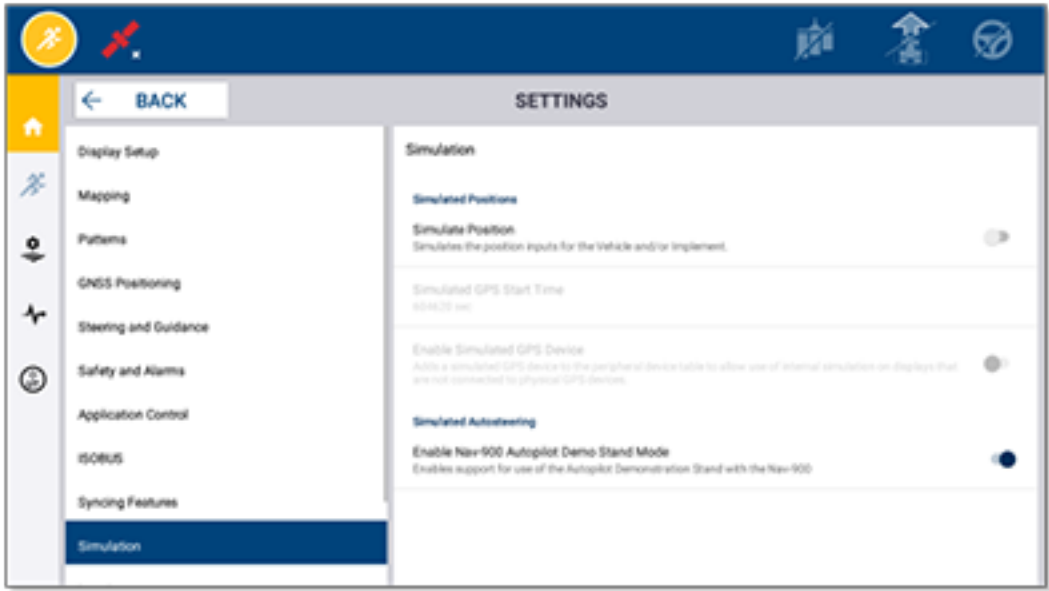 BACK
SETTINGS
Display Setup
Mapping
Patterns
GNSS Positioning
Steering and Guidance
Safety and Alarms
Application Control
ISOBUS
Syncing Features
Simulation
Simulation
Simulated Positions
Simulate Position
Simulates the position inputs for the Vehicle and/or Implement.
Simulated GPS Start Time
604620 sec
Enable Simulated GPS Device
Adds a simulated GPS device to the peripheral device table to allow use of internal simulation on displays that
are not connected to physical GPS devices.
Simulated Autosteering
Enable Nav-900 Autopilot Demo Stand Mode
Enables support for use of the Autopilot Demonstration Stand with the Nav-900